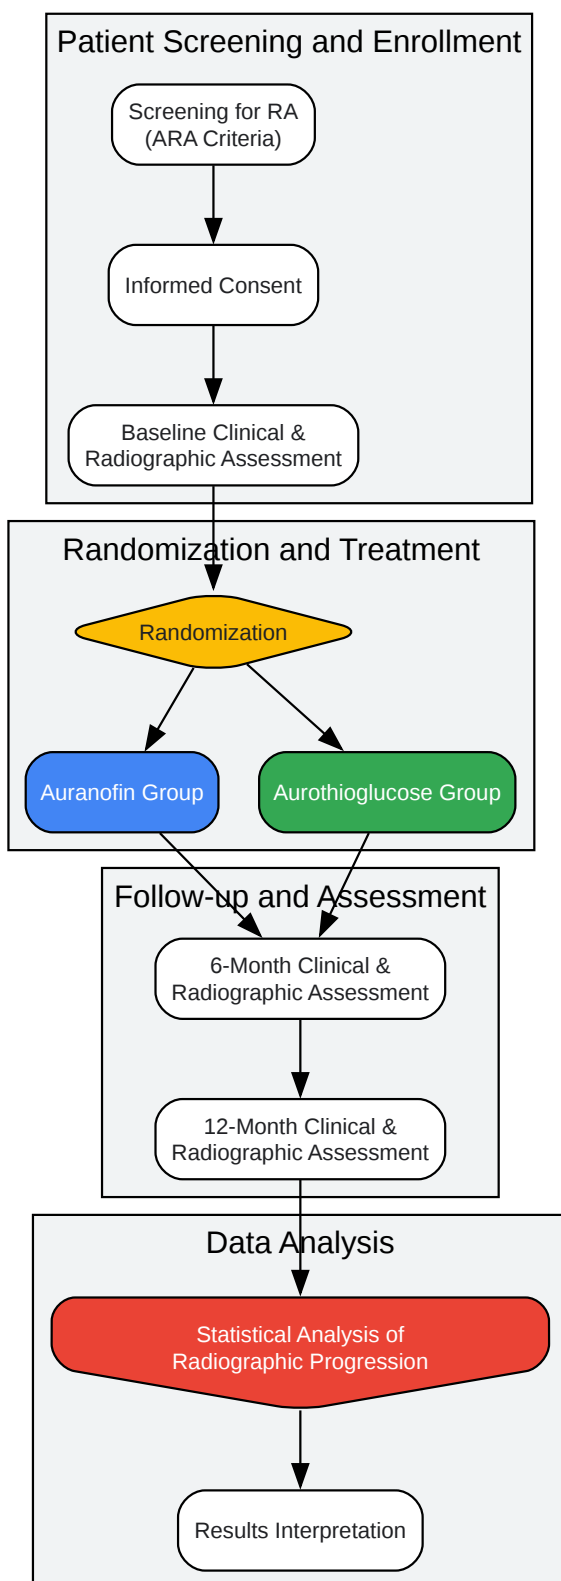 Patient Screening and Enrollment
Screening for RA
(ARA Criteria)
Informed Consent
Baseline Clinical &
Radiographic Assessment
Randomization and Treatment
Randomization
Auranofin Group
Aurothioglucose Group
Follow-up and Assessment
6-Month Clinical &
Radiographic Assessment
12-Month Clinical &
Radiographic Assessment
Data Analysis
Statistical Analysis of
Radiographic Progression
Results Interpretation